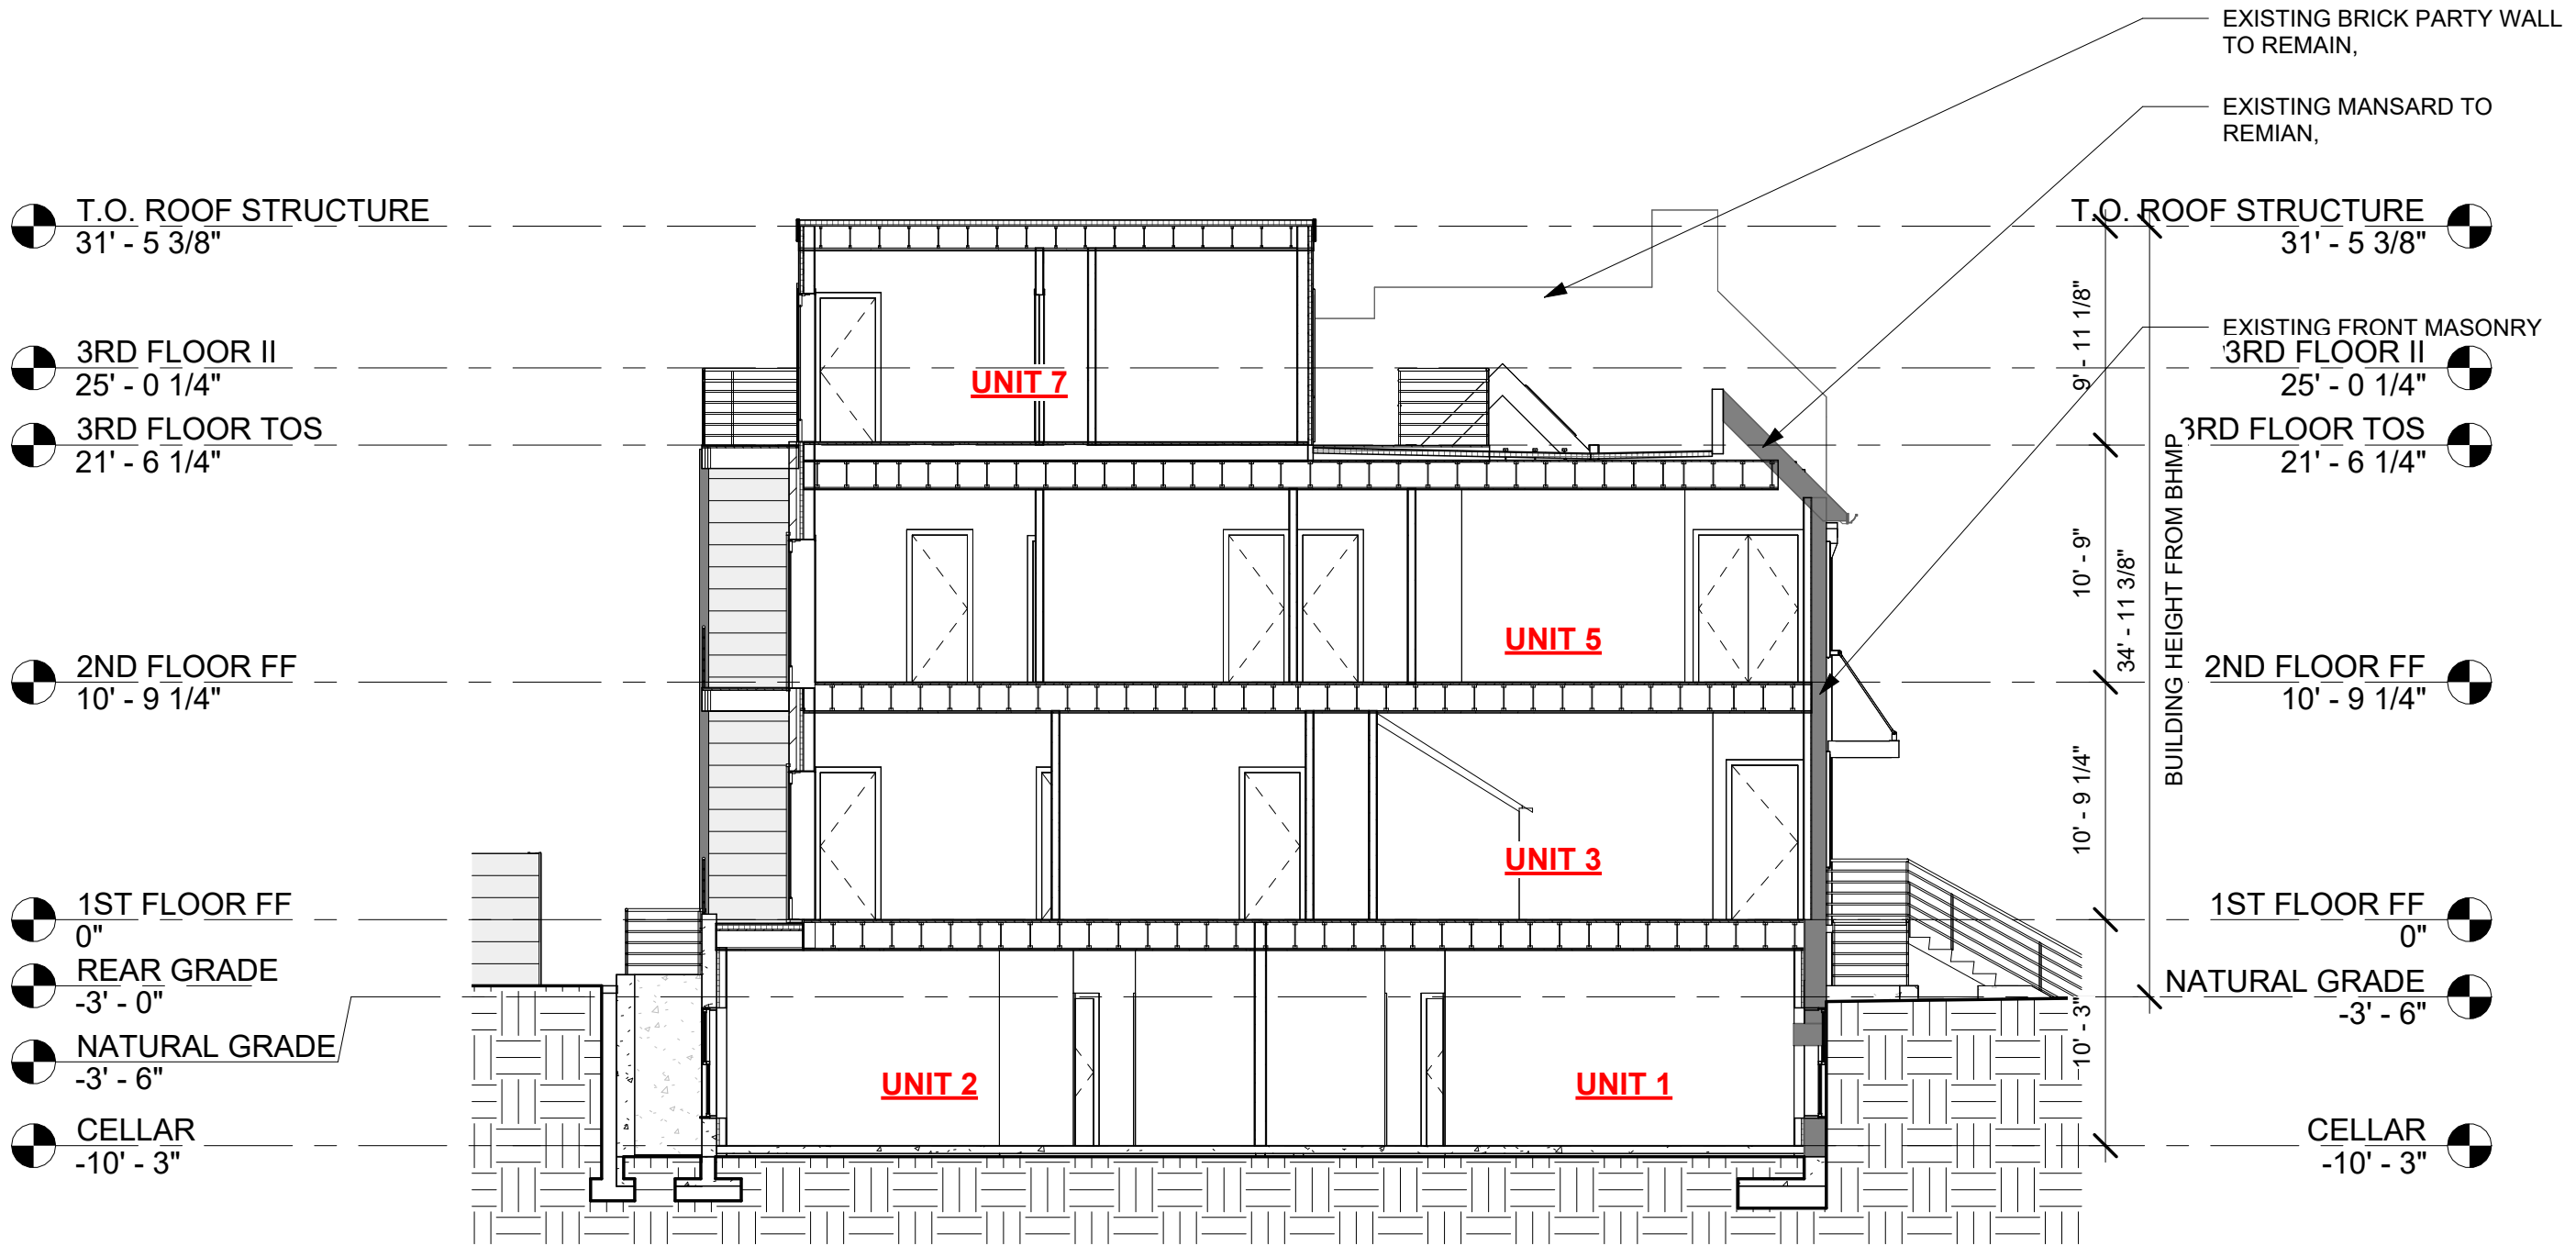 EXISTING BRICK PARTY WALL
TO REMAIN,
EXISTING MANSARD TO
REMIAN,
T.O. ROOF STRUCTURE
31' - 5 3/8"
T.O. ROOF STRUCTURE
31' - 5 3/8"
9' - 11 1/8"
EXISTING FRONT MASONRY
3RD FLOOR II
25' - 0 1/4"
UNIT 7
3RD FLOOR II
25' - 0 1/4"
3RD FLOOR TOS
21' - 6 1/4"
3RD FLOOR TOS
21' - 6 1/4"
10' - 9"
34' - 11 3/8"
BUILDING HEIGHT FROM BHMP
UNIT 5
2ND FLOOR FF
10' - 9 1/4"
2ND FLOOR FF
10' - 9 1/4"
10' - 9 1/4"
UNIT 3
1ST FLOOR FF
0"
1ST FLOOR FF
0"
REAR GRADE
-3' - 0"
NATURAL GRADE
-3' - 6"
NATURAL GRADE
-3' - 6"
10' - 3"
UNIT 2
UNIT 1
CELLAR
-10' - 3"
CELLAR
-10' - 3"